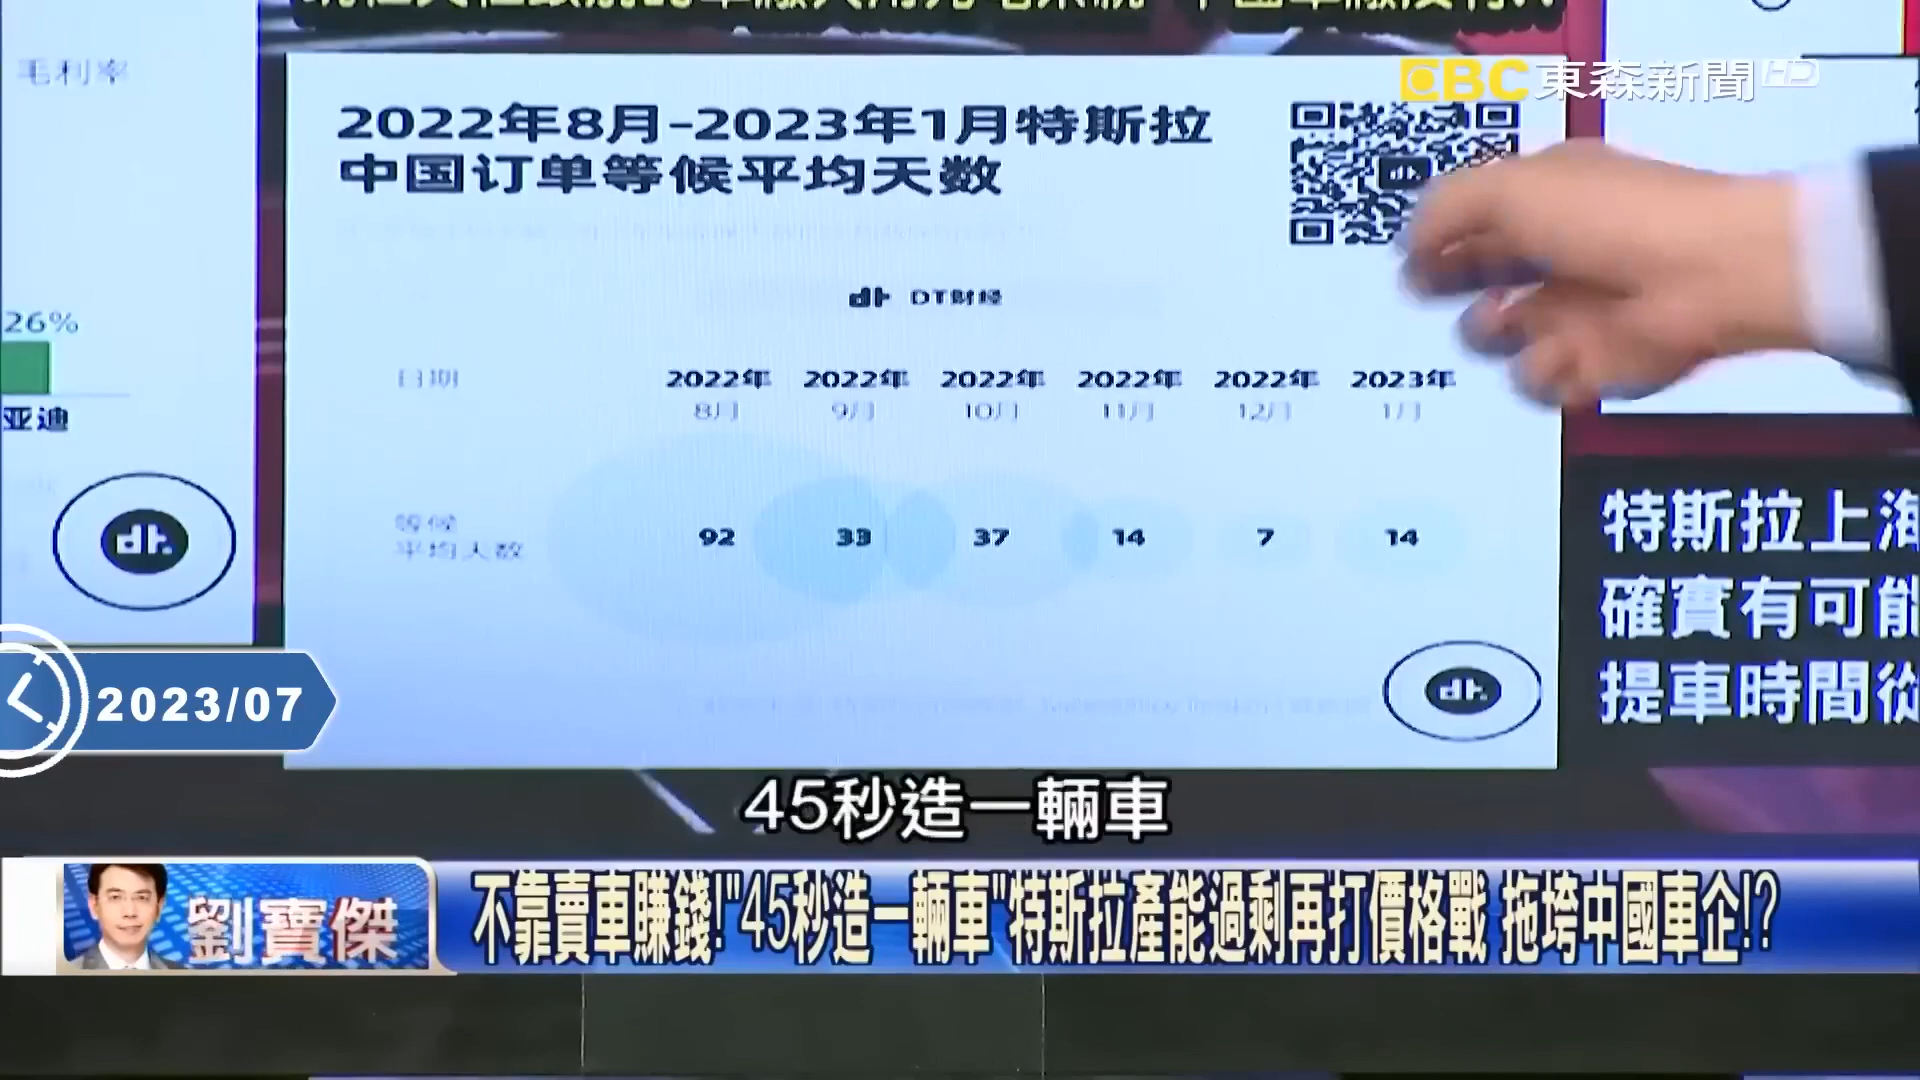 毛利率
26%
亚迪
dt.
EBC 東森新聞 HD
2022年8月-2023年1月特斯拉
中国订单等候平均天数
dt DT财经
日期
2022年 2022年 2022年 2022年 2022年 2023年
8月 9月 10月 11月 12月 1月
等候
平均天数
92 33 37 14 7 14
dt.
特斯拉上海
確實有可能
提車時間從
2023/07
45秒造一輛車
劉寶傑
不靠賣車賺錢!"45秒造一輛車"特斯拉產能過剩再打價格戰 拖垮中國車企!?